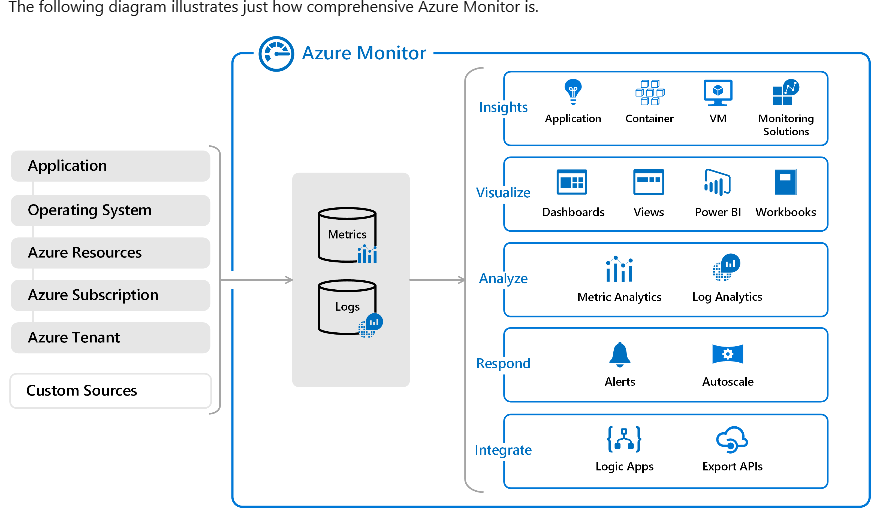 The following diagram illustrates just how comprehensive Azure Monitor is.
Azure Monitor
Application
Operating System
Azure Resources
Azure Subscription
Azure Tenant
Custom Sources
Metrics
Logs
Insights
Application
Container
VM
Monitoring
Solutions
Visualize
Dashboards
Views
Power BI
Workbooks
Analyze
Metric Analytics
Log Analytics
Respond
Alerts
Autoscale
Integrate
Logic Apps
Export APIs